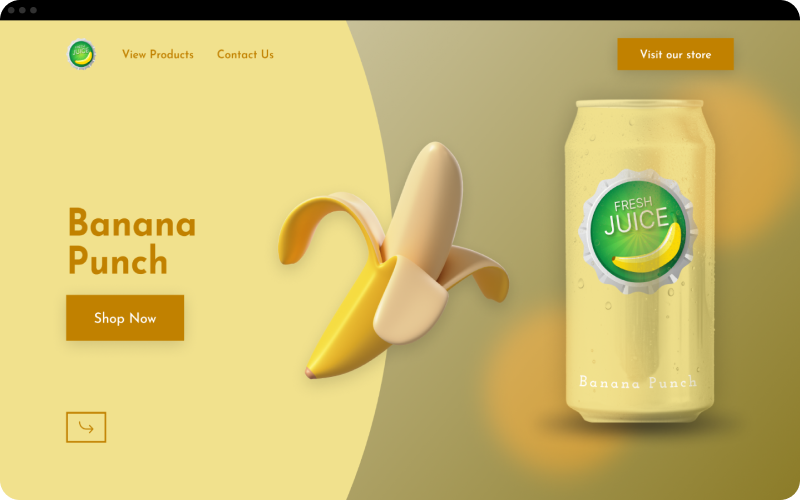 View Products
Contact Us
Visit our store
Banana
Punch
Shop Now
FRESH
JUICE
Banana Punch